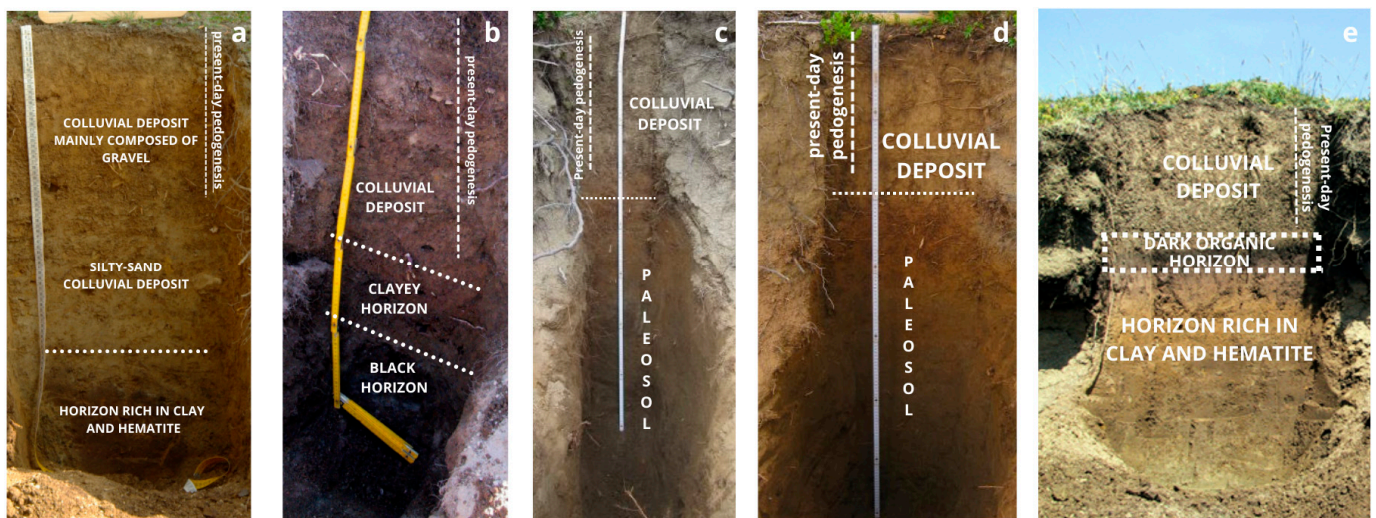 a
present-day pedogenesis
COLLUVIAL DEPOSIT
MAINLY COMPOSED OF
GRAVEL
SILTY-SAND
COLLUVIAL DEPOSIT
HORIZON RICH IN CLAY
AND HEMATITE
b
present-day pedogenesis
COLLUVIAL
DEPOSIT
CLAYEY
HORIZON
BLACK
HORIZON
c
Present-day pedogenesis
COLLUVIAL
DEPOSIT
PALEOSOL
d
present-day
pedogenesis
COLLUVIAL
DEPOSIT
PALEOSOL
e
Present-day
pedogenesis
COLLUVIAL
DEPOSIT
DARK ORGANIC
HORIZON
HORIZON RICH IN
CLAY AND HEMATITE